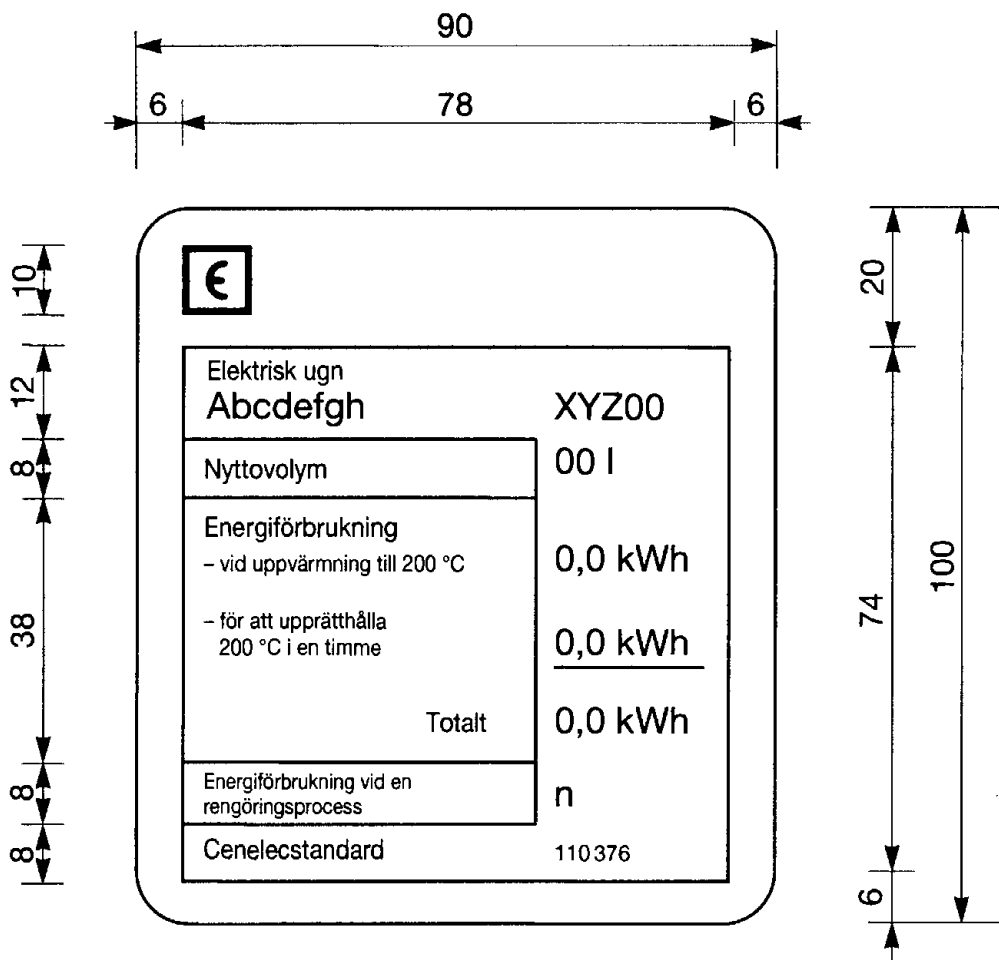 90
6 78 6
10
20
Є
Elektrisk ugn
12
Abcdefgh XYZ00
8
Nyttovolym 00 l
Energiförbrukning
– vid uppvärmning till 200 °C 0,0 kWh
100
74
38
– för att upprätthålla
200 °C i en timme 0,0 kWh
Totalt 0,0 kWh
8
Energiförbrukning vid en
rengöringsprocess n
8
Cenelecstandard 110376
6